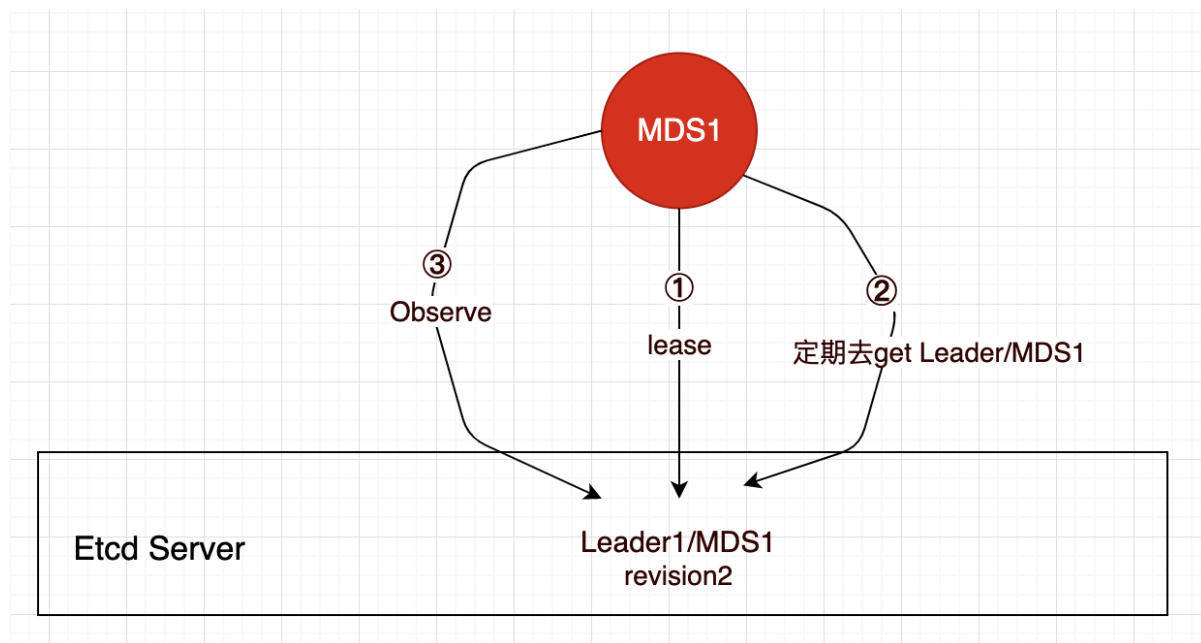 MDS1
③
Observe
①
lease
②
定期去get Leader/MDS1
Etcd Server
Leader1/MDS1
revision2